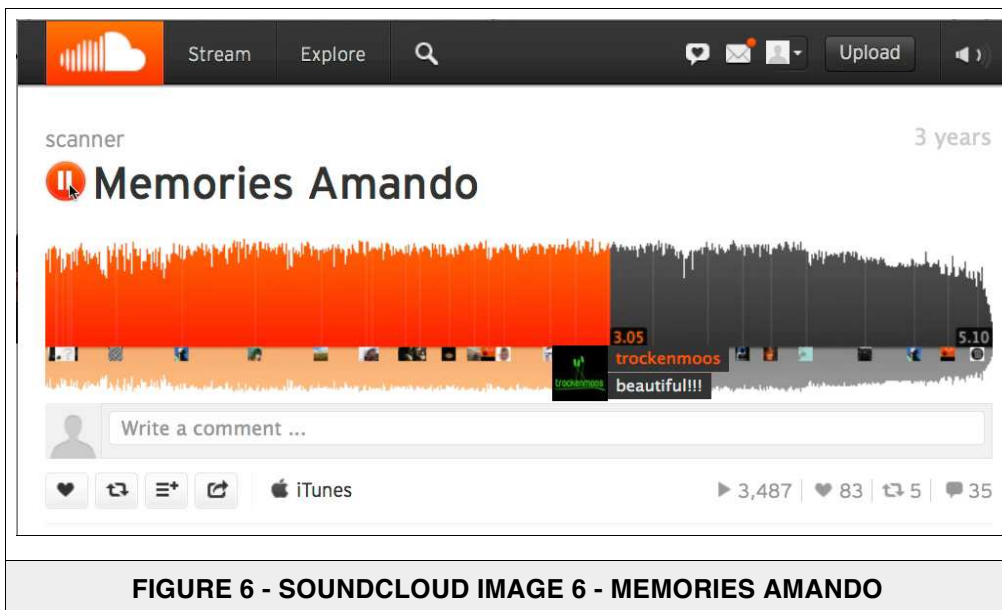 Stream Explore Upload
scanner 3 years
Memories Amando
3.05 5.10
trockenmoos
trockenmoos
beautiful!!!
Write a comment ...
iTunes 3,487 83 5 35
FIGURE 6 - SOUNDCLOUD IMAGE 6 - MEMORIES AMANDO